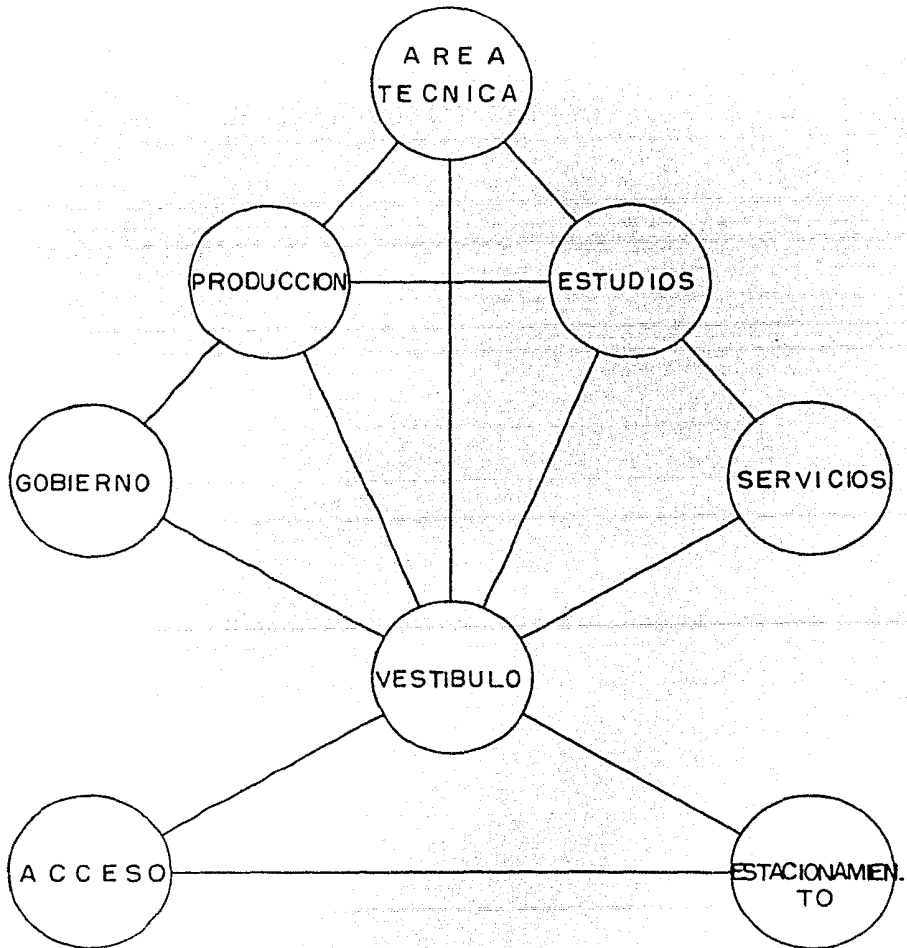 AREA
TECNICA
PRODUCCION
ESTUDIOS
GOBIERNO
SERVICIOS
VESTIBULO
ACCESO
ESTACIONAMIEN.
TO